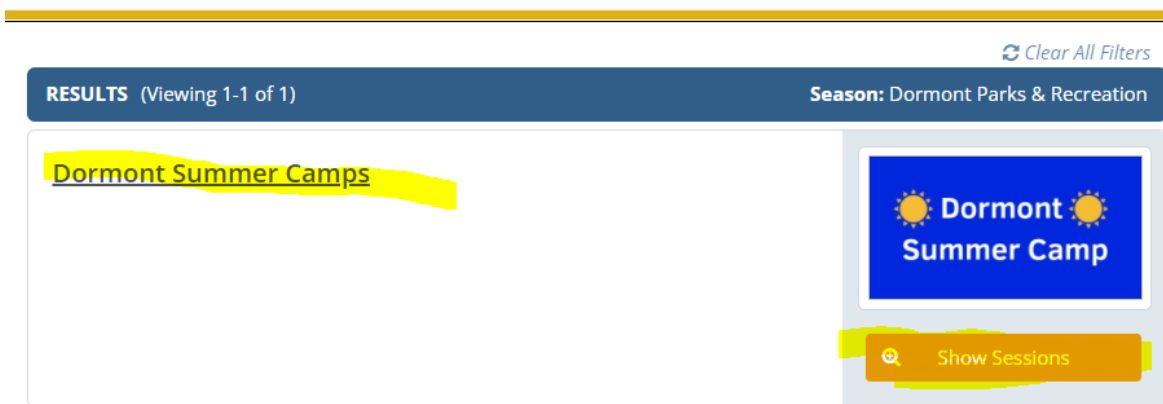 Clear All Filters
RESULTS (Viewing 1-1 of 1) Season: Dormont Parks & Recreation
Dormont Summer Camps
Dormont
Summer Camp
Show Sessions